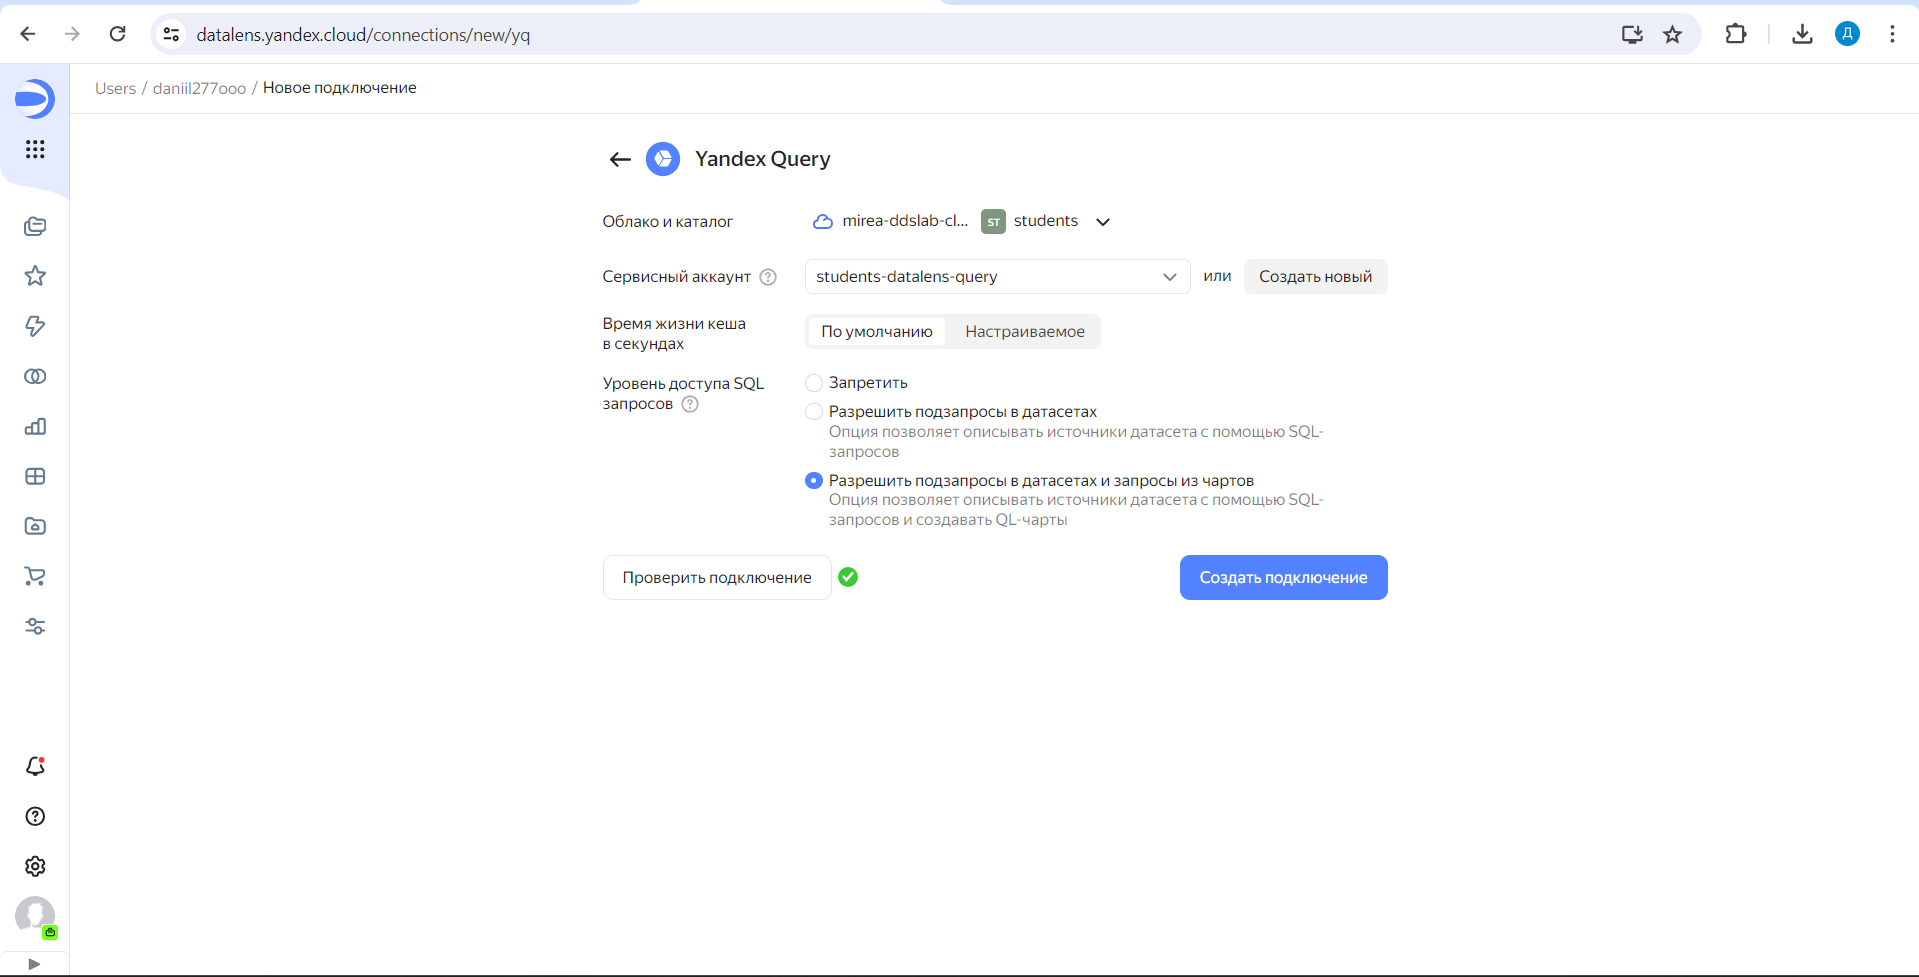 datalens.yandex.cloud/connections/new/yq
Д
Users / daniil277ooo / Новое подключение
Yandex Query
Облако и каталог
mirea-ddslab-cl...
ST
students
Сервисный аккаунт ?
students-datalens-query
или
Создать новый
Время жизни кеша
в секундах
По умолчанию
Настраиваемое
Уровень доступа SQL
запросов ?
Запретить
Разрешить подзапросы в датасетах
Опция позволяет описывать источники датасета с помощью SQL-
запросов
Разрешить подзапросы в датасетах и запросы из чартов
Опция позволяет описывать источники датасета с помощью SQL-
запросов и создавать QL-чарты
Проверить подключение
Создать подключение